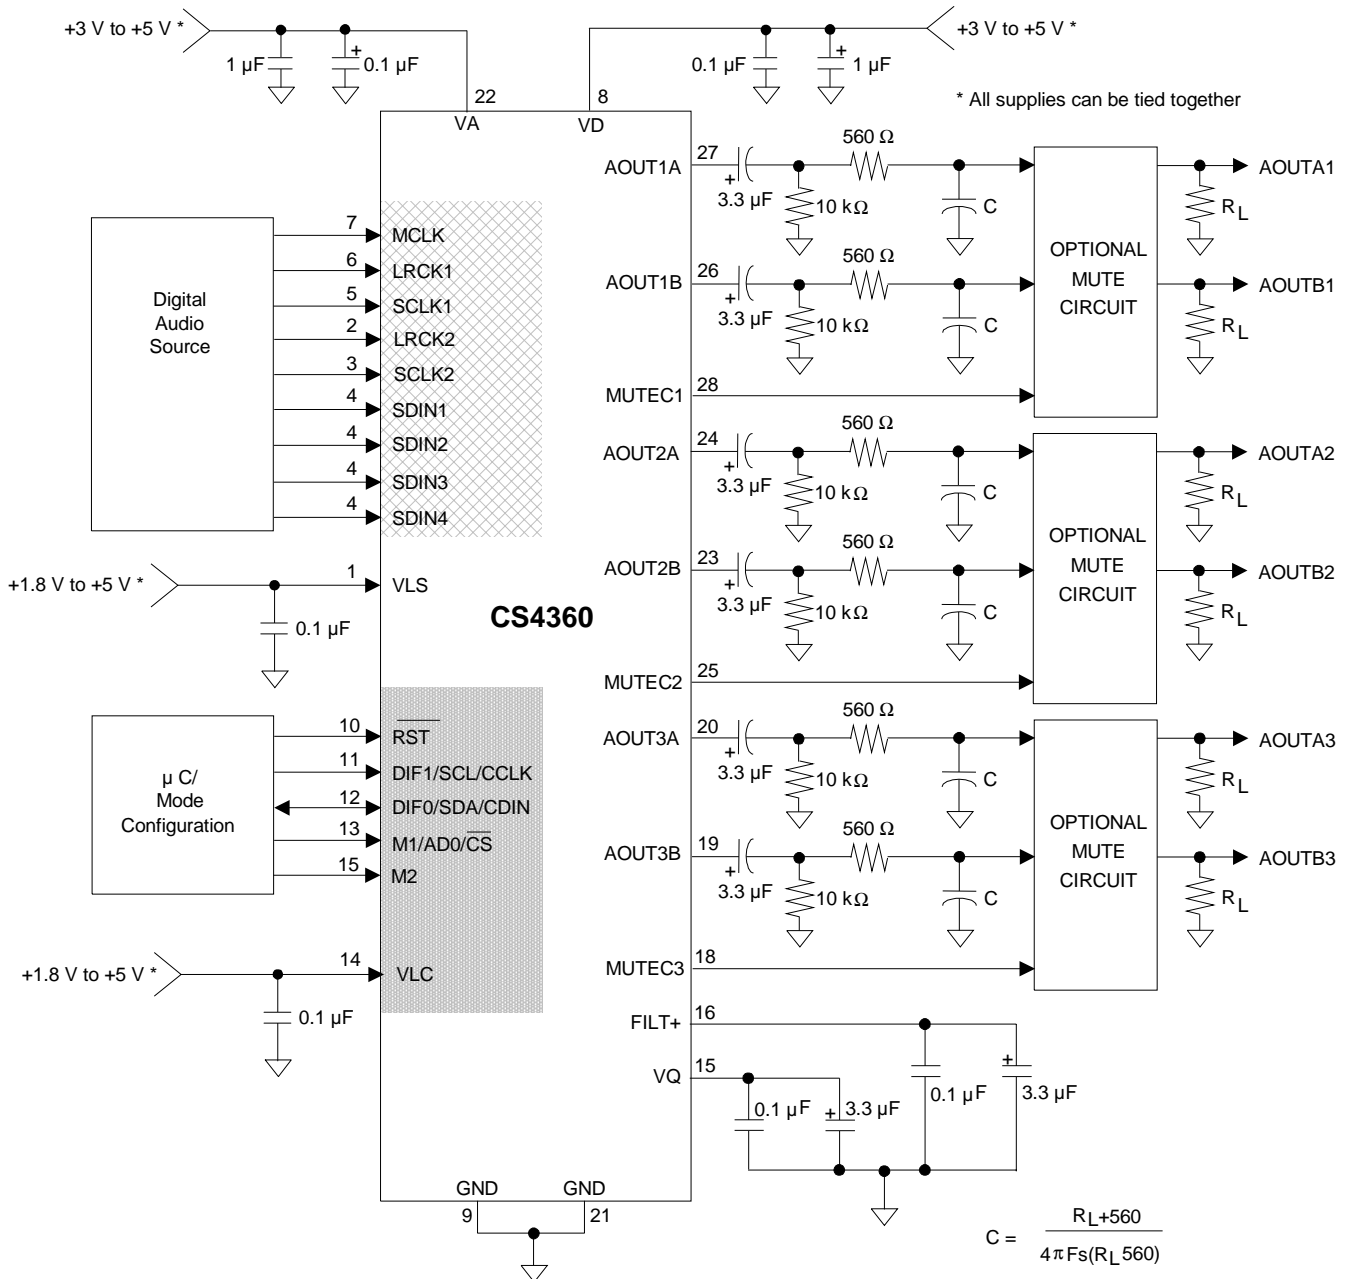 +3 V to +5 V *
+3 V to +5 V *
1 µF
+
0.1 µF
0.1 µF
+
1 µF
* All supplies can be tied together
22
8
VA
VD
AOUT1A
27
+
3.3 µF
560 Ω
10 kΩ
C
AOUTA1
RL
AOUT1B
26
+
3.3 µF
560 Ω
10 kΩ
C
AOUTB1
RL
OPTIONAL
MUTE
CIRCUIT
MUTEC1
28
Digital
Audio
Source
7
MCLK
6
LRCK1
5
SCLK1
2
LRCK2
3
SCLK2
4
SDIN1
4
SDIN2
4
SDIN3
4
SDIN4
AOUT2A
24
+
3.3 µF
560 Ω
10 kΩ
C
AOUTA2
RL
AOUT2B
23
+
3.3 µF
560 Ω
10 kΩ
C
AOUTB2
RL
OPTIONAL
MUTE
CIRCUIT
MUTEC2
25
+1.8 V to +5 V *
1
VLS
0.1 µF
CS4360
µ C/
Mode
Configuration
10
RST
11
DIF1/SCL/CCLK
12
DIF0/SDA/CDIN
13
M1/AD0/CS
15
M2
AOUT3A
20
+
3.3 µF
560 Ω
10 kΩ
C
AOUTA3
RL
AOUT3B
19
+
3.3 µF
560 Ω
10 kΩ
C
AOUTB3
RL
OPTIONAL
MUTE
CIRCUIT
MUTEC3
18
+1.8 V to +5 V *
14
VLC
0.1 µF
FILT+
16
0.1 µF
+
3.3 µF
VQ
15
0.1 µF
+
3.3 µF
GND
GND
9
21
C = RL+560
4πFs(RL560)